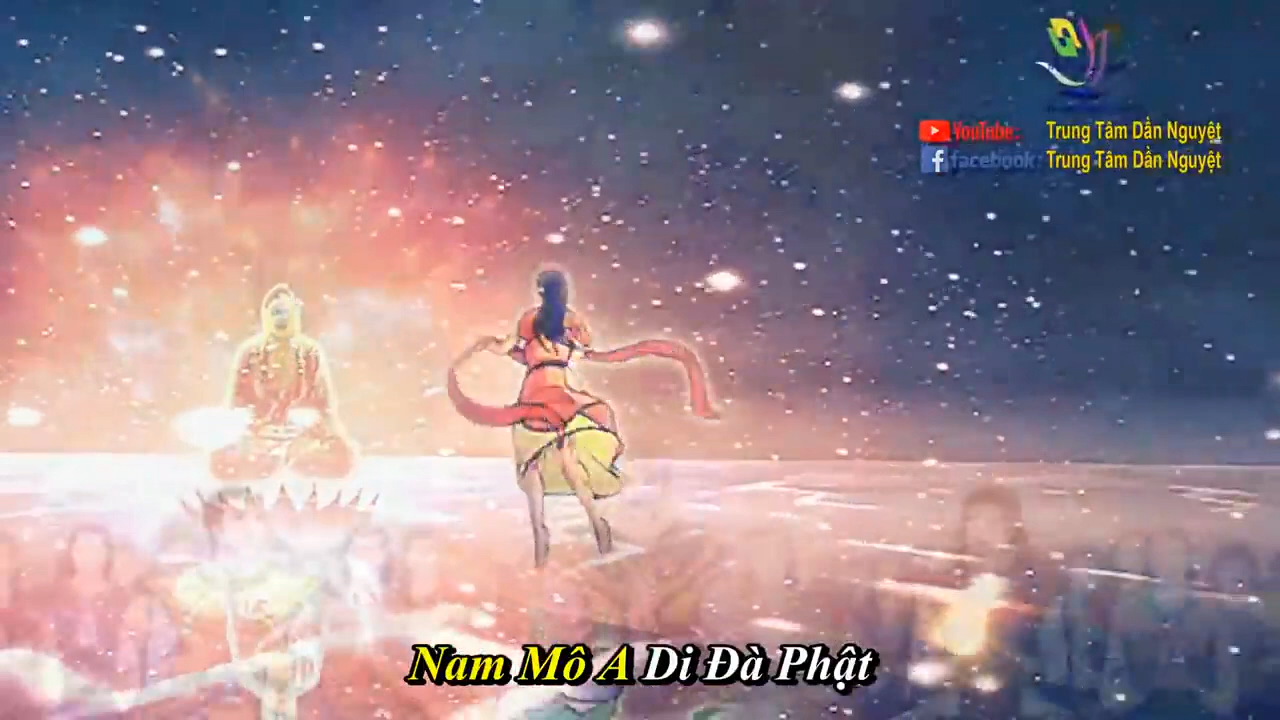 YouTube: Trung Tâm Dần Nguyệt
facebook: Trung Tâm Dần Nguyệt
Nam Mô A Di Đà Phật